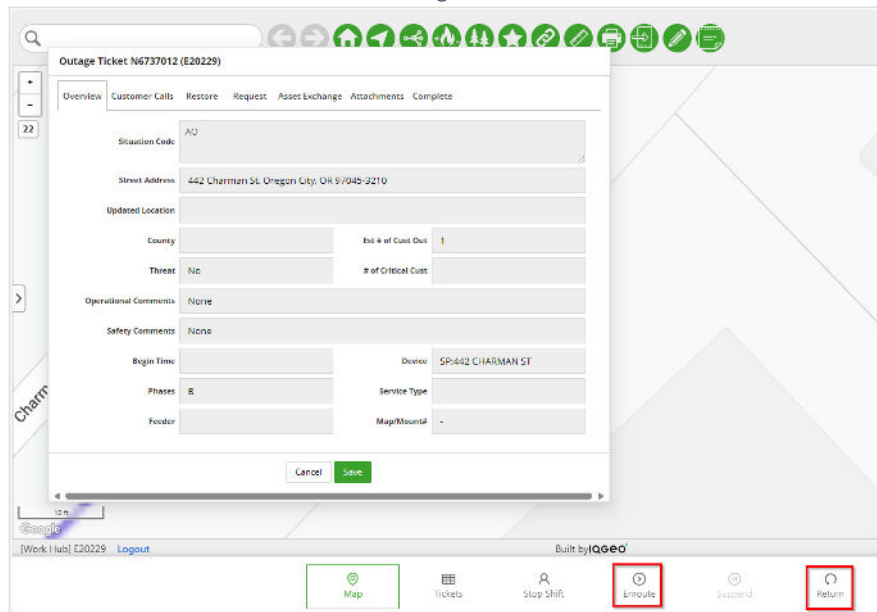 Outage Ticket N6737012 (E20229)
+
-
22
Overview Customer Calls Restore Request Asset Exchange Attachments Complete
Situation Code AO
Street Address 442 Charman St. Oregon City, OR 97045-3210
Updated Location
County Est # of Cust Out 1
Threat No # of Critical Cust
Operational Comments None
Safety Comments None
Begin Time Device SP:442 CHARMAN ST
Phases B Service Type
Feeder Map/Mount# -
Charm
Cancel Save
10 ft
Google
[Work Hub] E20229 Logout Built by IQGEO
Map Tickets Stop Shift Enroute Suspend Return